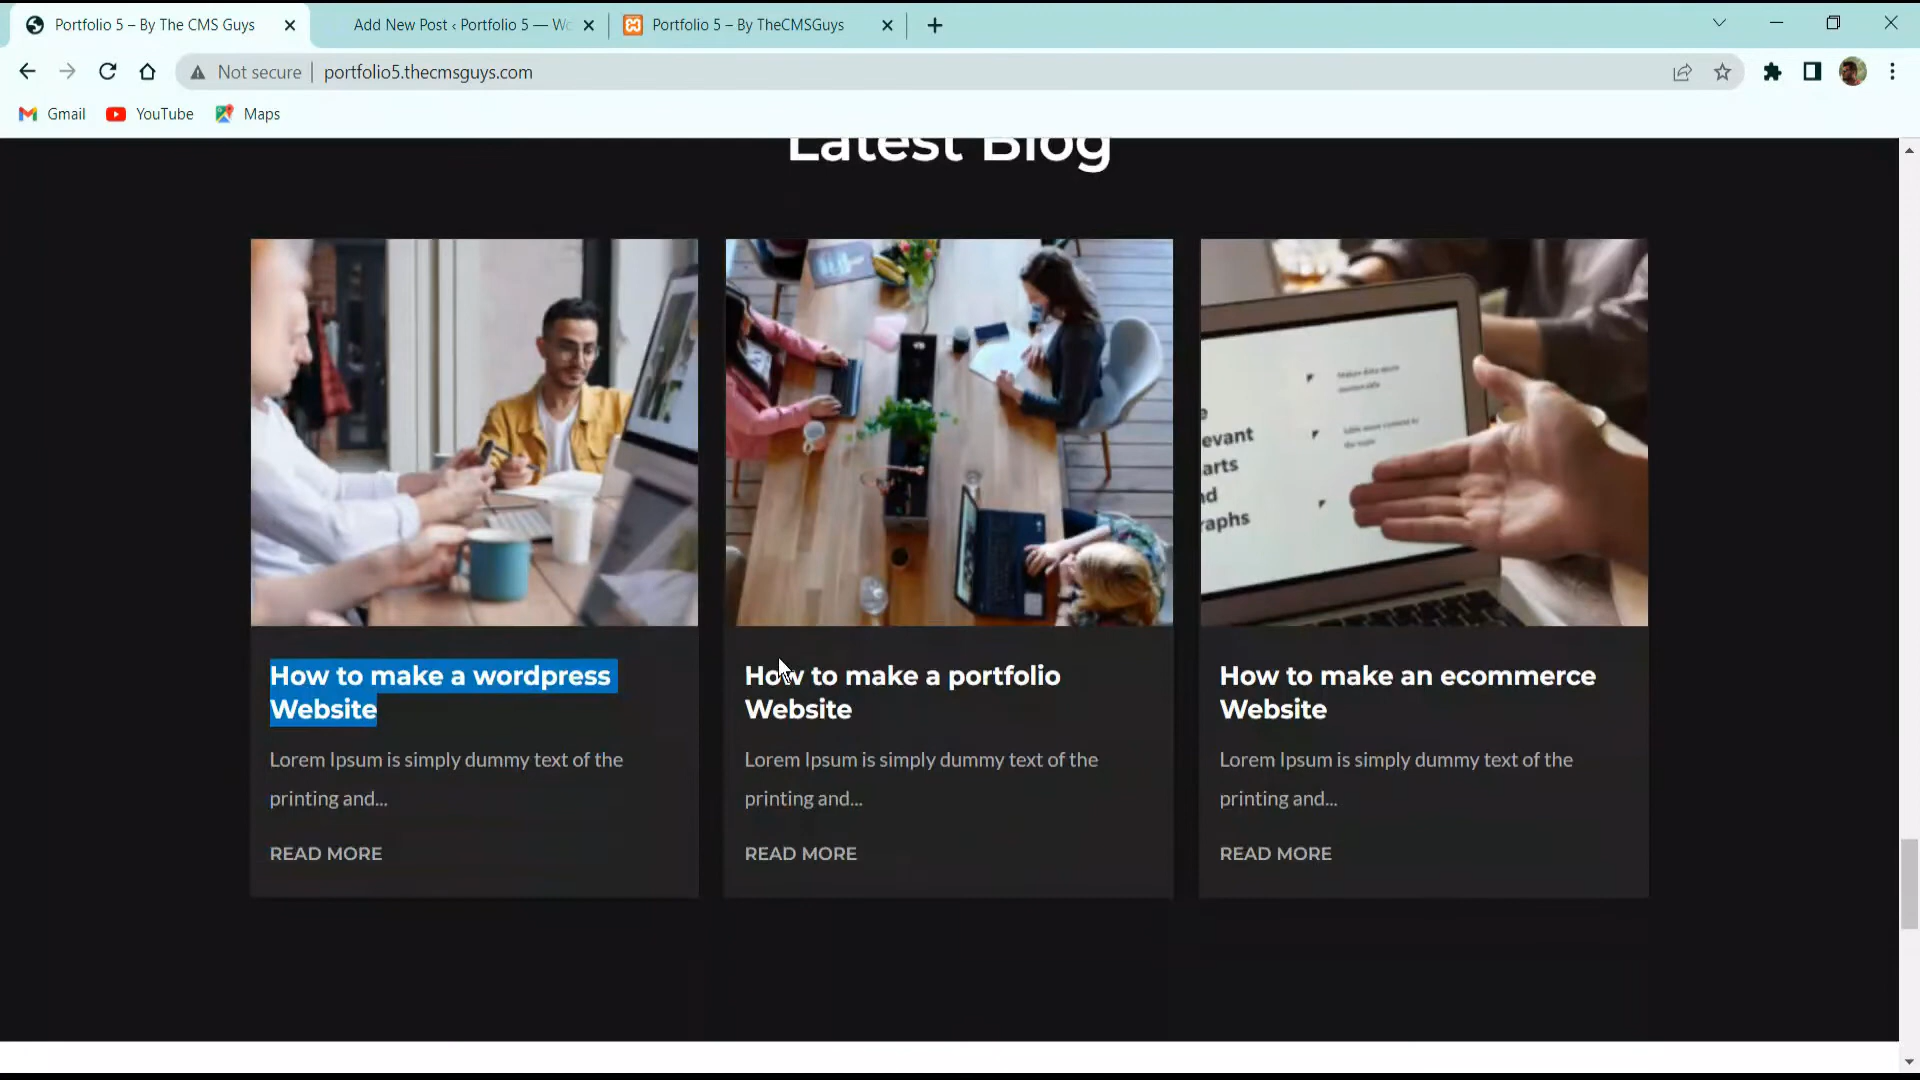 Portfolio 5 – By The CMS Guys
Add New Post ‹ Portfolio 5 — Wo
Portfolio 5 – By TheCMSGuys
Not secure
portfolio5.thecmsguys.com
Gmail
YouTube
Maps
Latest Blog
evant
arts
nd
raphs
How to make a wordpress
Website
Lorem Ipsum is simply dummy text of the
printing and...
READ MORE
How to make a portfolio
Website
Lorem Ipsum is simply dummy text of the
printing and...
READ MORE
How to make an ecommerce
Website
Lorem Ipsum is simply dummy text of the
printing and...
READ MORE